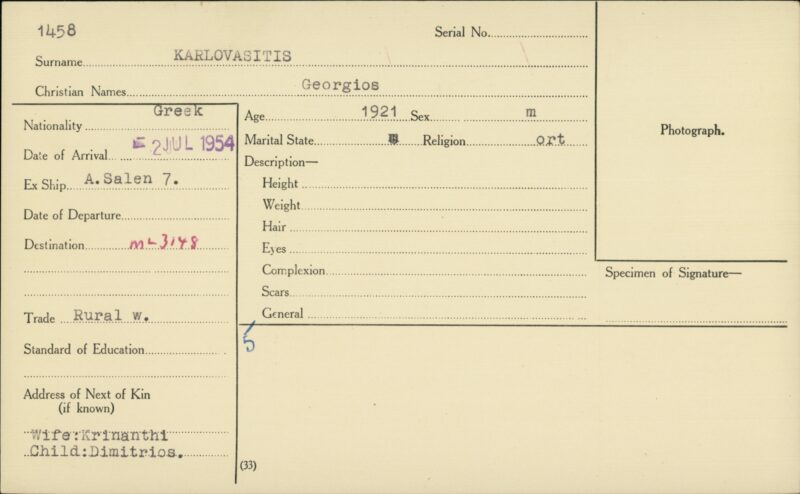 1458
Serial No.
Surname KARLOVASITIS
Christian Names Georgios
Nationality Greek
Date of Arrival 2 JUL 1954
Ex Ship A.Salen 7.
Date of Departure
Destination ML 3148
Trade Rural w.
Standard of Education
Address of Next of Kin
(if known)
Wife:Krinanthi
Child:Dimitrios.
Age 1921 Sex m
Marital State Religion ort
Description—
Height
Weight
Hair
Eyes
Complexion
Scars
General
5
(33)
Photograph.
Specimen of Signature—